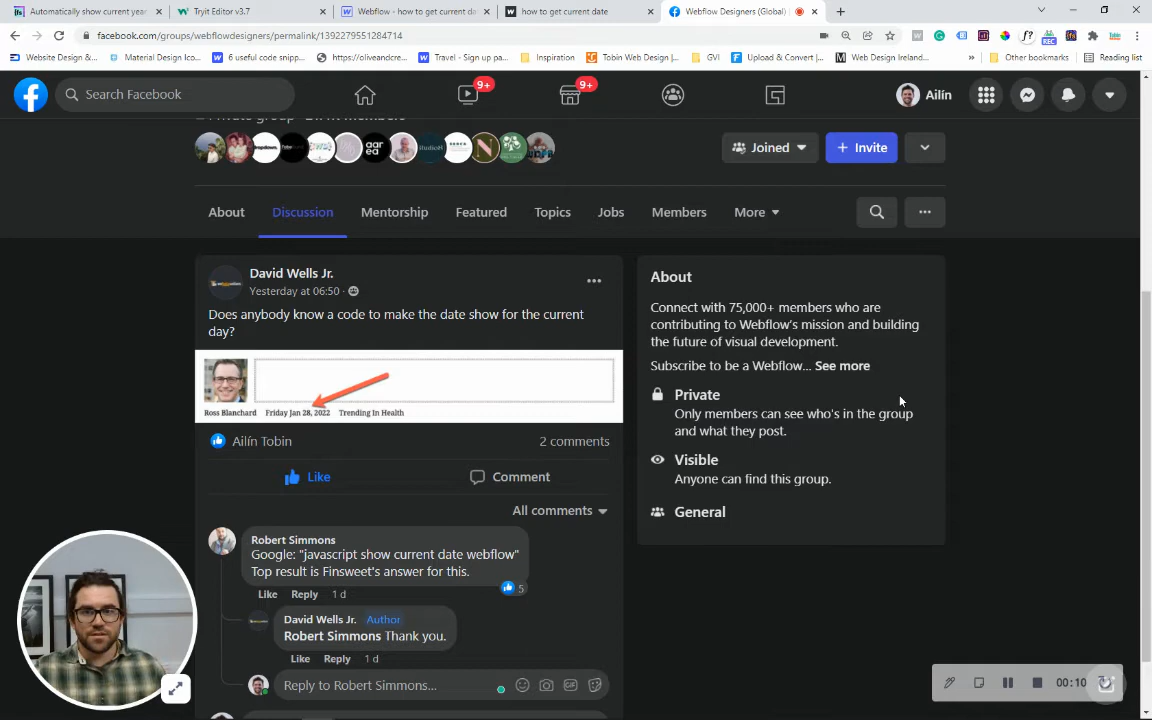 Automatically show current year
Tryit Editor v3.7
Webflow - how to get current da
how to get current date
Webflow Designers (Global)
facebook.com/groups/webflowdesigners/permalink/1392279551284714
Website Design &...
Material Design Ico...
6 useful code snipp...
https://oliveandcre...
Travel - Sign up pa...
Inspiration
Tobin Web Design |...
GVI
Upload & Convert |...
Web Design Ireland...
»
Other bookmarks
Reading list
Search Facebook
9+
9+
Ailín
Joined
+ Invite
About
Discussion
Mentorship
Featured
Topics
Jobs
Members
More
David Wells Jr.
Yesterday at 06:50 ·
Does anybody know a code to make the date show for the current
day?
Ross Blanchard Friday Jan 28, 2022 Trending In Health
Ailín Tobin
2 comments
Like
Comment
All comments
Robert Simmons
Google: "javascript show current date webflow"
Top result is Finsweet's answer for this.
5
Like Reply 1 d
David Wells Jr. Author
Robert Simmons Thank you.
Like Reply 1 d
Reply to Robert Simmons...
About
Connect with 75,000+ members who are
contributing to Webflow's mission and building
the future of visual development.
Subscribe to be a Webflow... See more
Private
Only members can see who's in the group
and what they post.
Visible
Anyone can find this group.
General
00:10